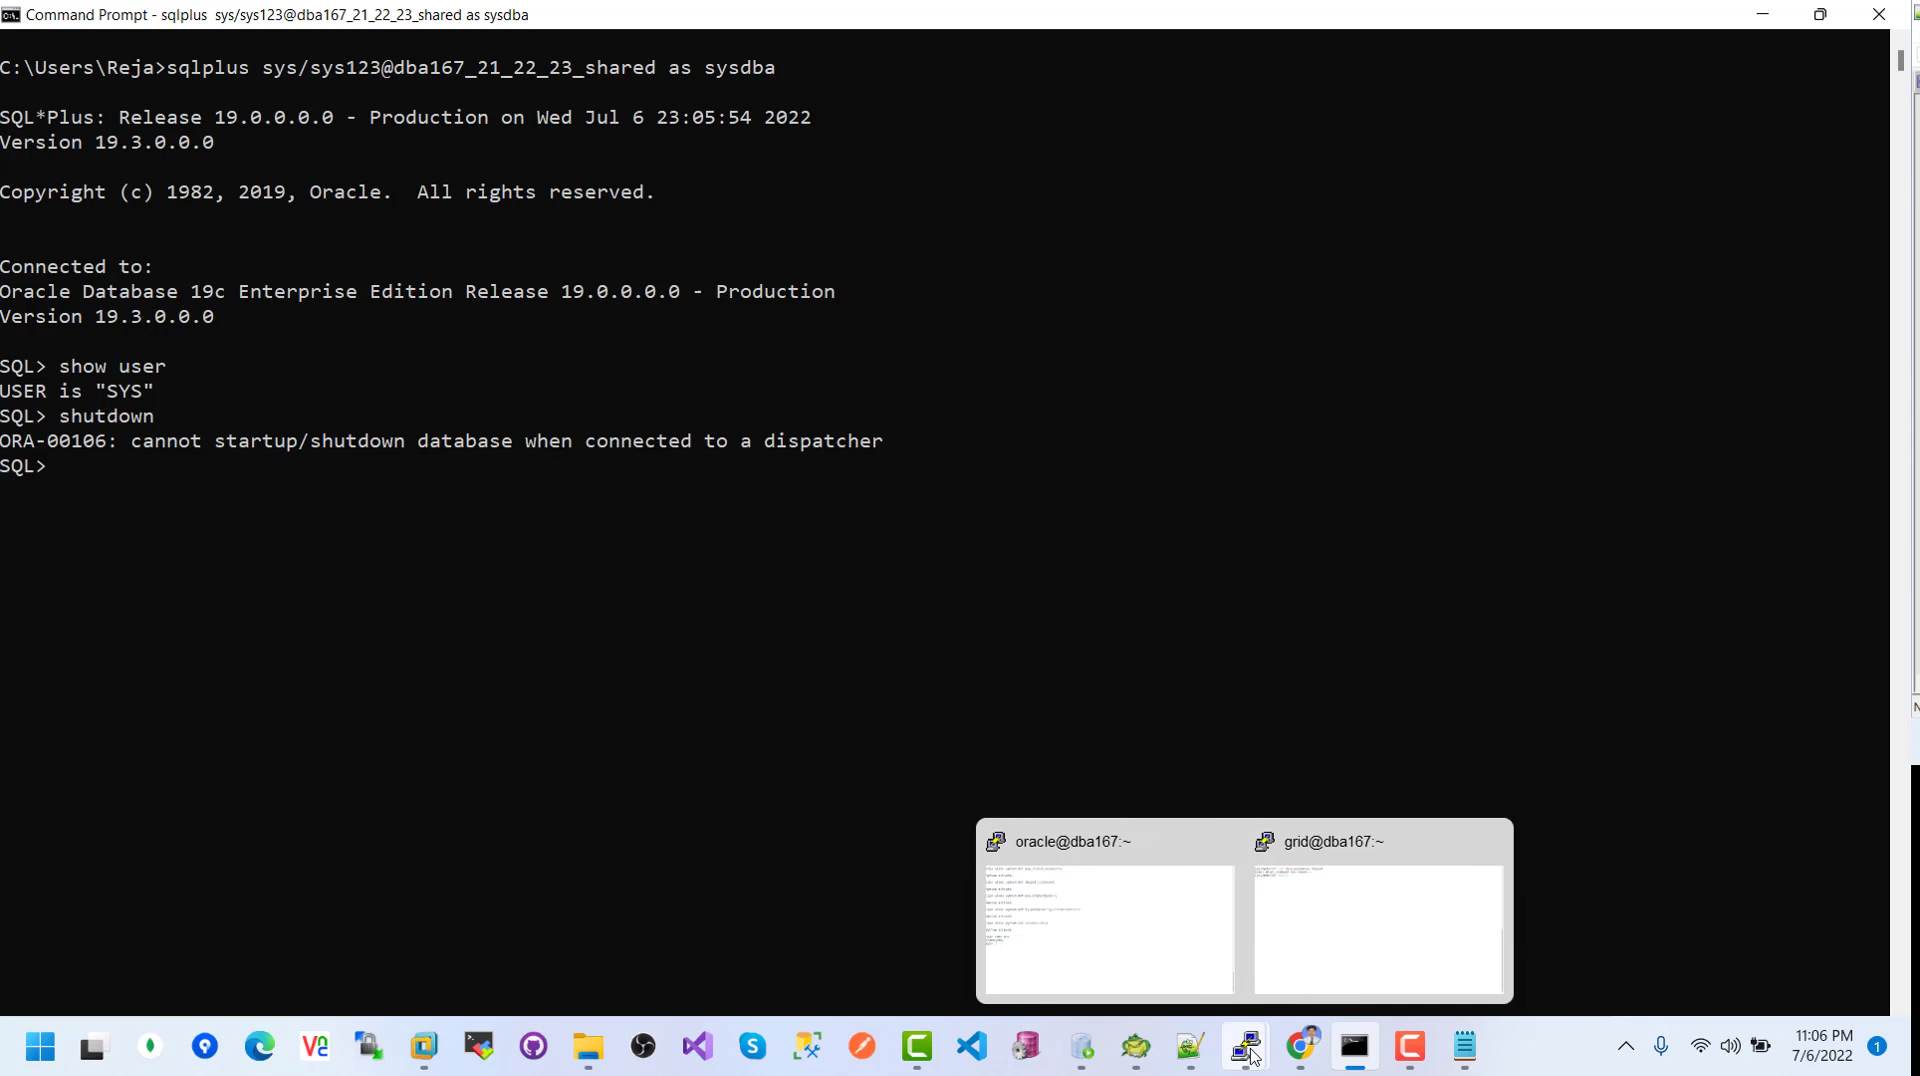 Command Prompt - sqlplus  sys/sys123@dba167_21_22_23_shared as sysdba
C:\Users\Reja>sqlplus sys/sys123@dba167_21_22_23_shared as sysdba
SQL*Plus: Release 19.0.0.0.0 - Production on Wed Jul 6 23:05:54 2022
Version 19.3.0.0.0
Copyright (c) 1982, 2019, Oracle.  All rights reserved.
Connected to:
Oracle Database 19c Enterprise Edition Release 19.0.0.0.0 - Production
Version 19.3.0.0.0
SQL> show user
USER is "SYS"
SQL> shutdown
ORA-00106: cannot startup/shutdown database when connected to a dispatcher
SQL>
oracle@dba167:~
grid@dba167:~
11:06 PM
7/6/2022
1